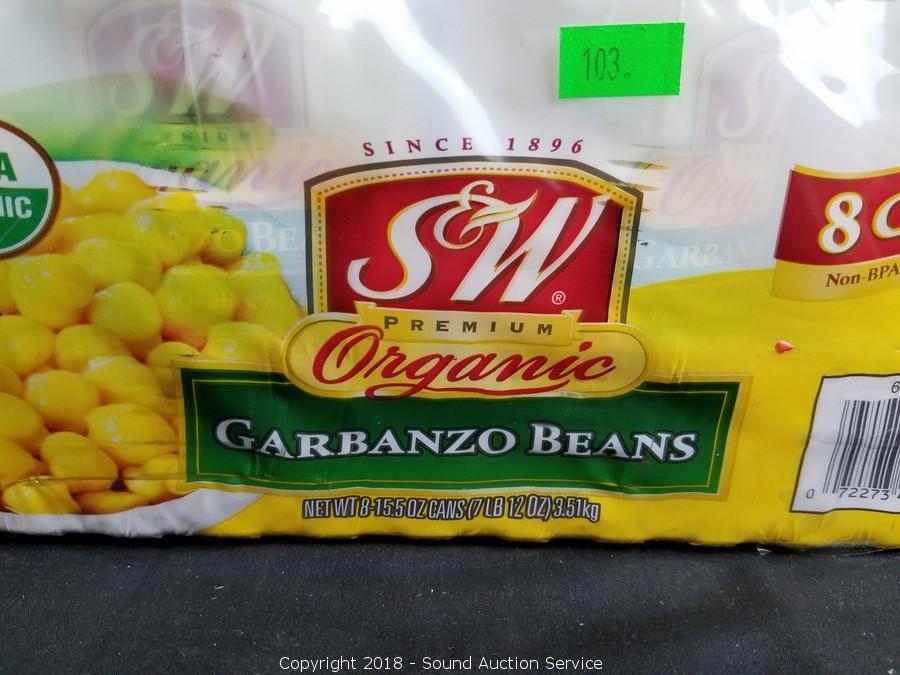 103.
SINCE 1896
S&W®
PREMIUM
Organic
GARBANZO BEANS
NET WT 8-15.5 OZ CANS (7 LB 12 OZ) 3.51kg
8
Non-BPA
6
0 72273
Copyright 2018 - Sound Auction Service